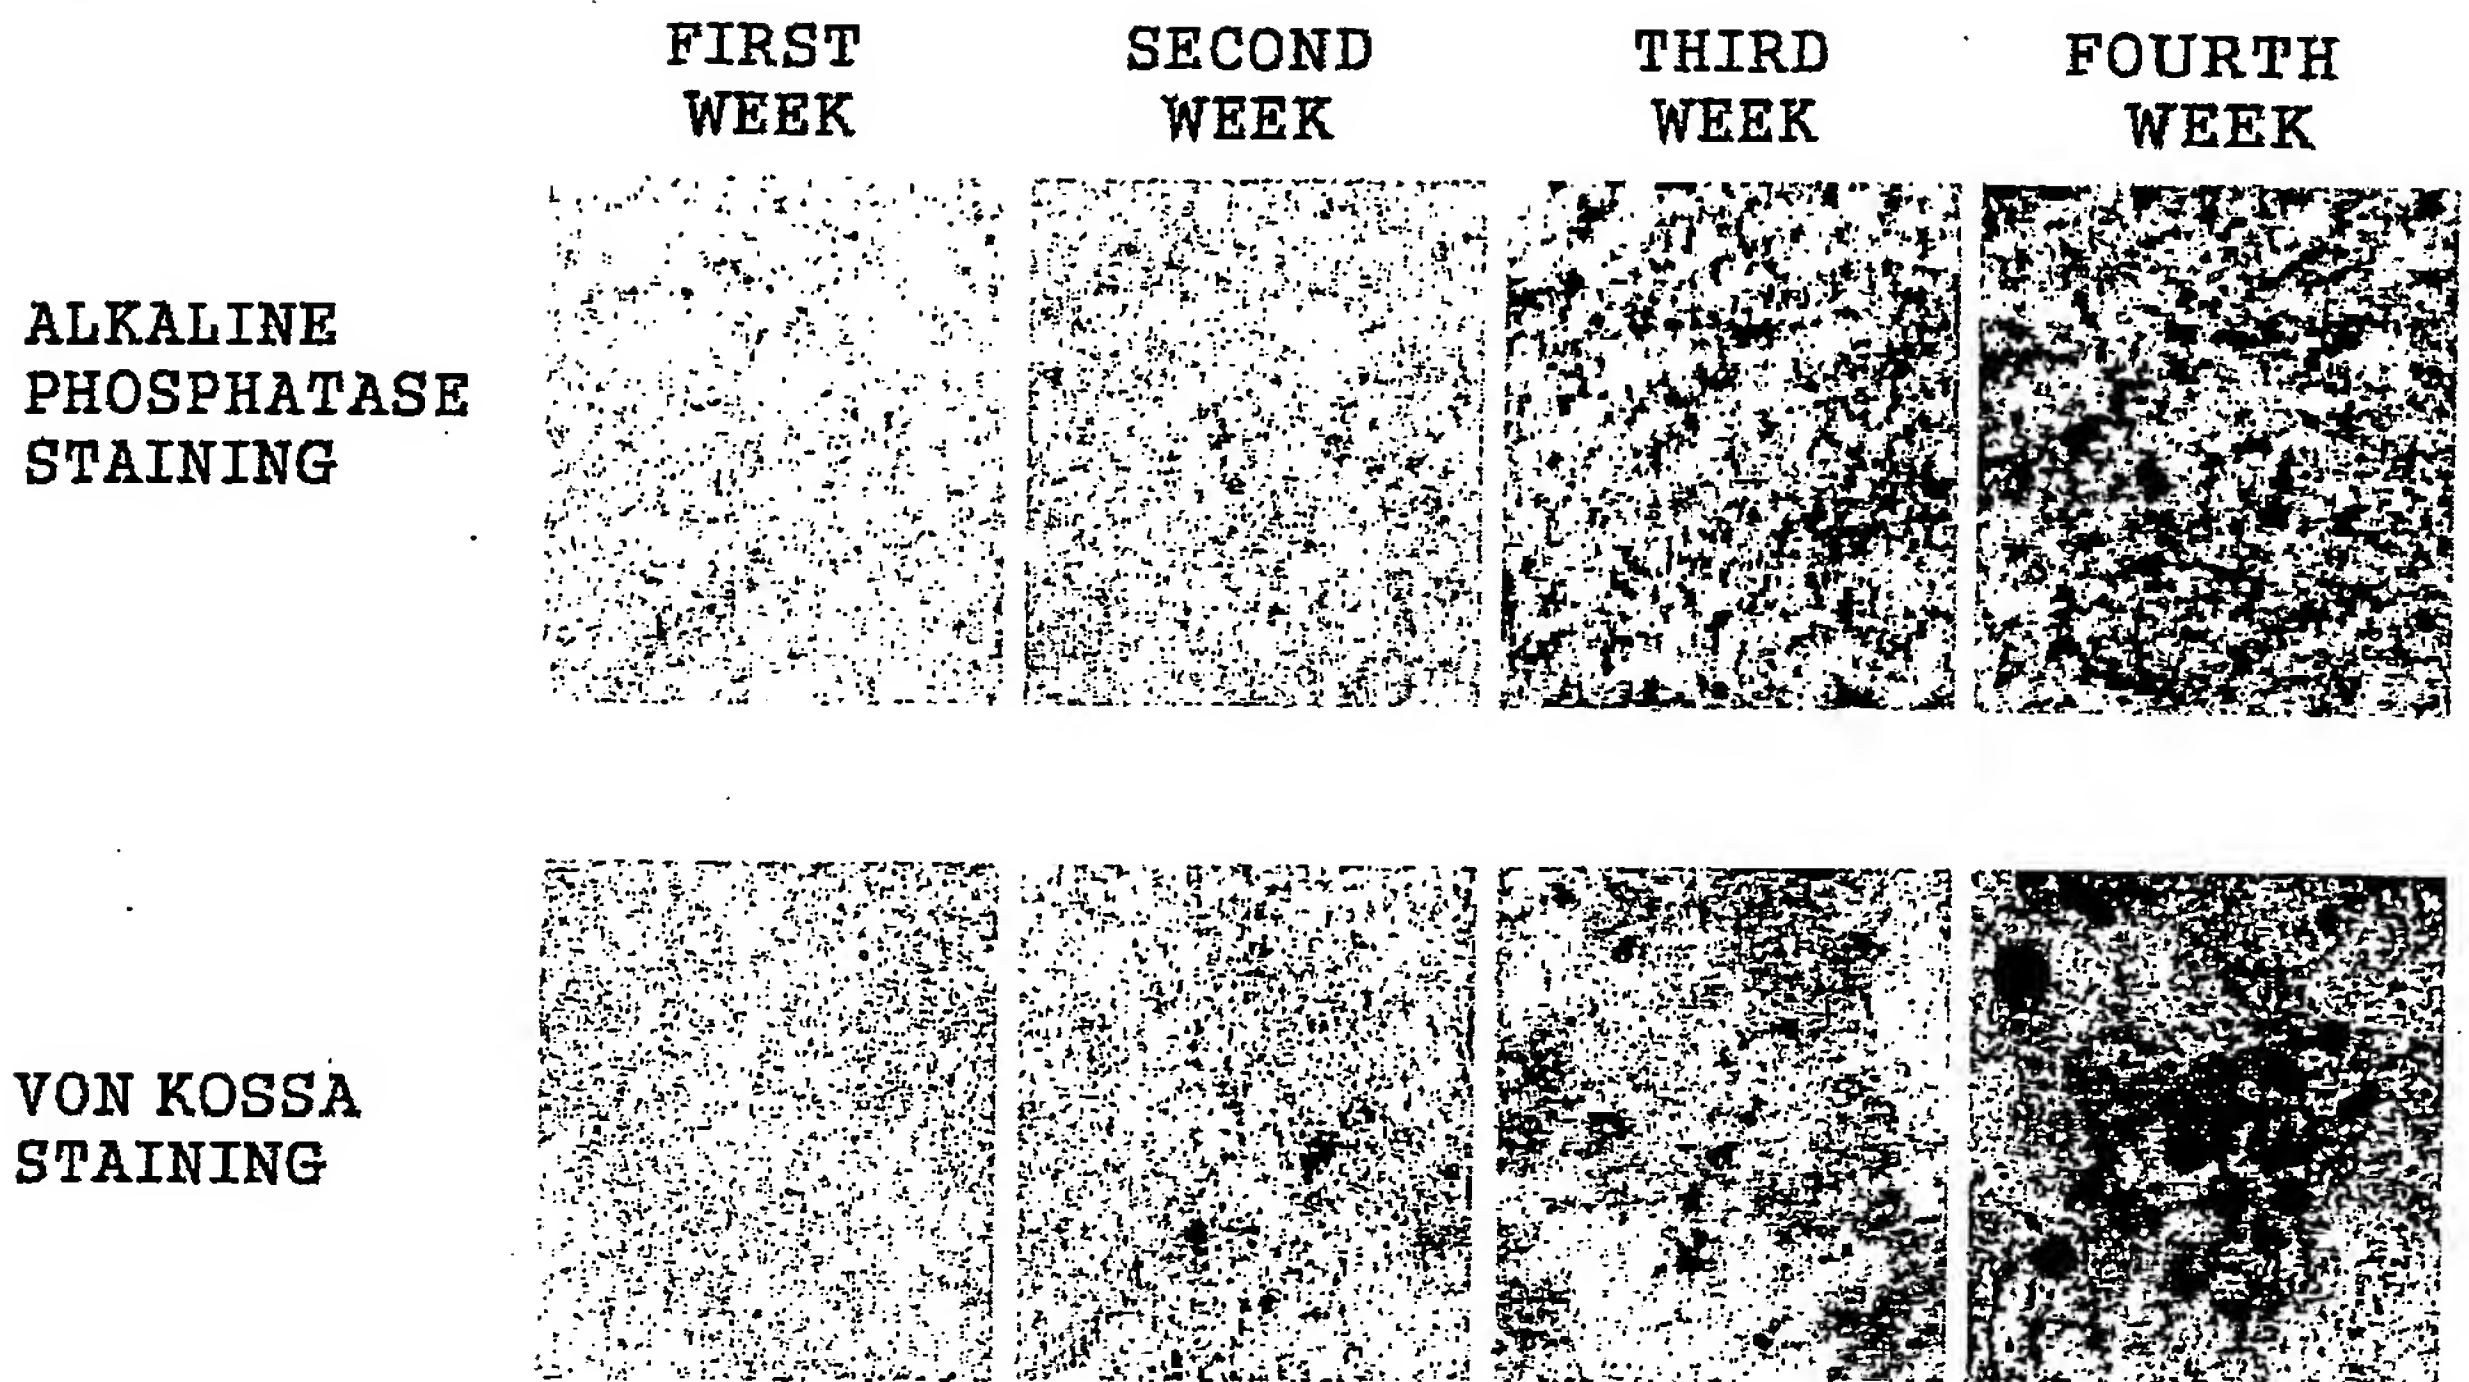 FIRST
WEEK
SECOND
WEEK
THIRD
WEEK
FOURTH
WEEK
ALKALINE
PHOSPHATASE
STAINING
VON KOSSA
STAINING